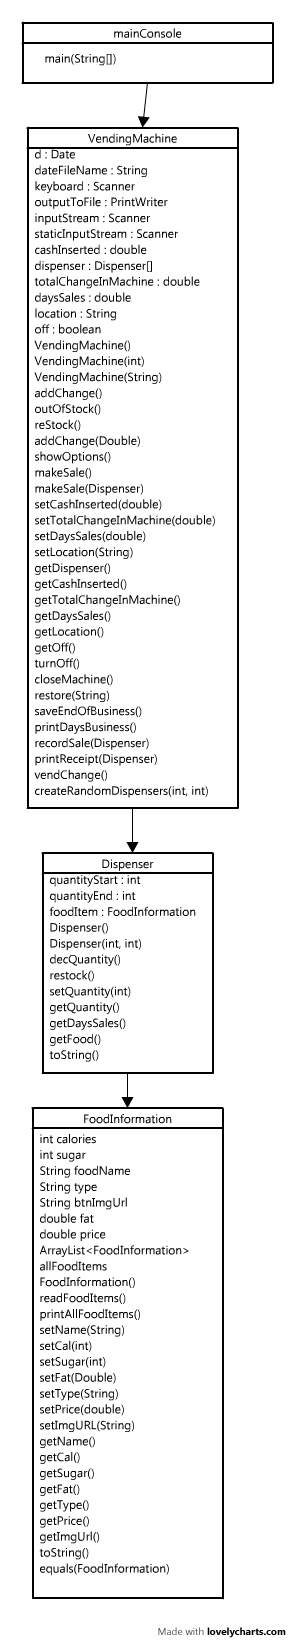 mainConsole
main(String[])
VendingMachine
d : Date
dateFileName : String
keyboard : Scanner
outputToFile : PrintWriter
inputStream : Scanner
staticInputStream : Scanner
cashInserted : double
dispenser : Dispenser[]
totalChangeInMachine : double
daysSales : double
location : String
off : boolean
VendingMachine()
VendingMachine(int)
VendingMachine(String)
addChange()
outOfStock()
reStock()
addChange(Double)
showOptions()
makeSale()
makeSale(Dispenser)
setCashInserted(double)
setTotalChangeInMachine(double)
setDaysSales(double)
setLocation(String)
getDispenser()
getCashInserted()
getTotalChangeInMachine()
getDaysSales()
getLocation()
getOff()
turnOff()
closeMachine()
restore(String)
saveEndOfBusiness()
printDaysBusiness()
recordSale(Dispenser)
printReceipt(Dispenser)
vendChange()
createRandomDispensers(int, int)
Dispenser
quantityStart : int
quantityEnd : int
foodItem : FoodInformation
Dispenser()
Dispenser(int, int)
decQuantity()
restock()
setQuantity(int)
getQuantity()
getDaysSales()
getFood()
toString()
FoodInformation
int calories
int sugar
String foodName
String type
String btnImgUrl
double fat
double price
ArrayList<FoodInformation>
allFoodItems
FoodInformation()
readFoodItems()
printAllFoodItems()
setName(String)
setCal(int)
setSugar(int)
setFat(Double)
setType(String)
setPrice(double)
setImgURL(String)
getName()
getCal()
getSugar()
getFat()
getType()
getPrice()
getImgUrl()
toString()
equals(FoodInformation)
Made with lovelycharts.com